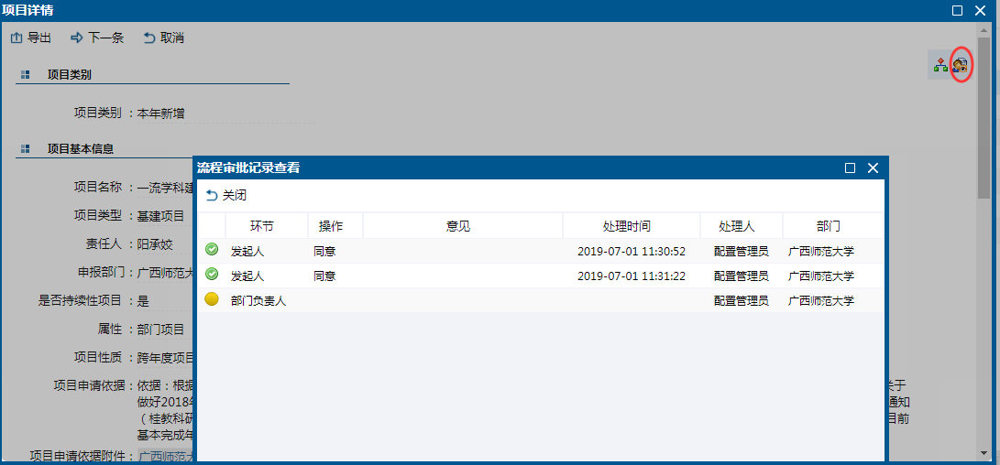 项目详情
导出 下一条 取消
项目类别
项目类别 ：本年新增
项目基本信息
项目名称 ：一流学科建
项目类型 ：基建项目
责任人 ：阳承姣
申报部门 ：广西师范大
是否持续性项目 ：是
属性 ：部门项目
项目性质 ：跨年度项目
项目申请依据：依据：根据
关于
做好2018年
通知
（桂教科研
目前
基本完成年
项目申请依据附件 ：广西师范大
流程审批记录查看
关闭
环节 操作 意见 处理时间 处理人 部门
发起人 同意 2019-07-01 11:30:52 配置管理员 广西师范大学
发起人 同意 2019-07-01 11:31:22 配置管理员 广西师范大学
部门负责人 配置管理员 广西师范大学